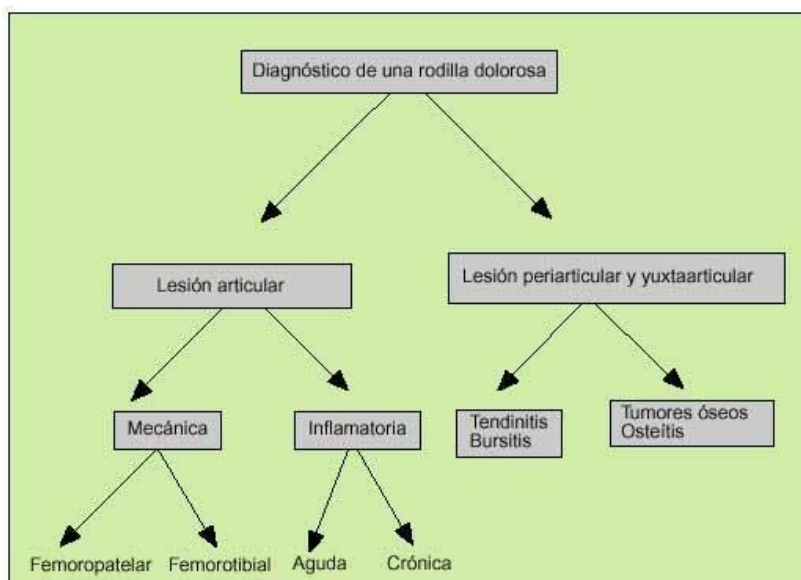 Diagnóstico de una rodilla dolorosa
Lesión articular
Lesión periarticular y yuxtaarticular
Mecánica
Inflamatoria
Tendinitis
Bursitis
Tumores óseos
Osteítis
Femoropatelar
Femorotibial
Aguda
Crónica